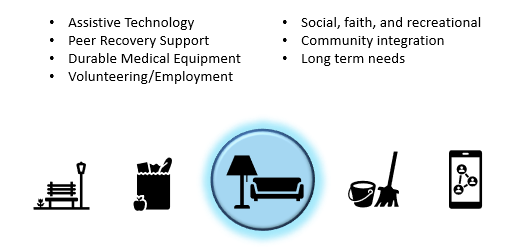 • Assistive Technology
• Peer Recovery Support
• Durable Medical Equipment
• Volunteering/Employment
• Social, faith, and recreational
• Community integration
• Long term needs